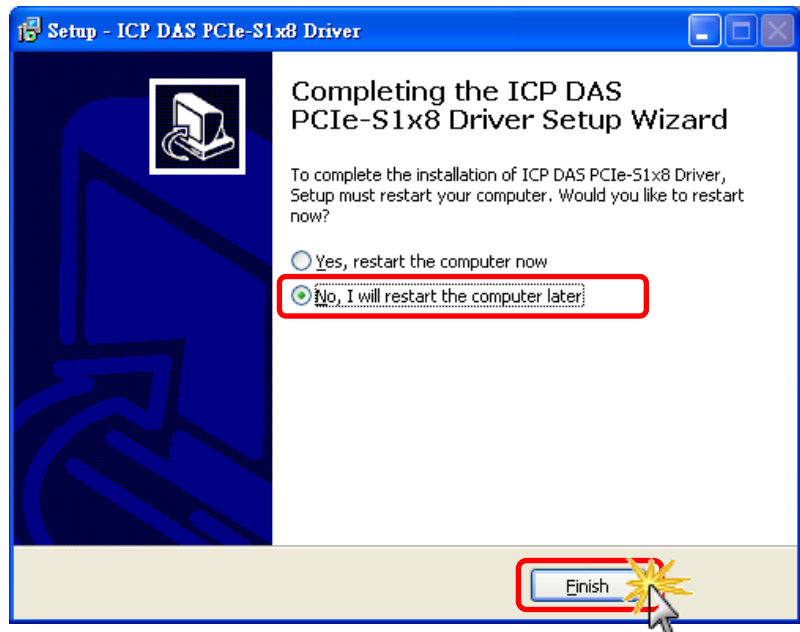 Setup - ICP DAS PCIe-S1x8 Driver
Completing the ICP DAS
PCIe-S1x8 Driver Setup Wizard
To complete the installation of ICP DAS PCIe-S1x8 Driver,
Setup must restart your computer. Would you like to restart
now?
Yes, restart the computer now
No, I will restart the computer later
Finish